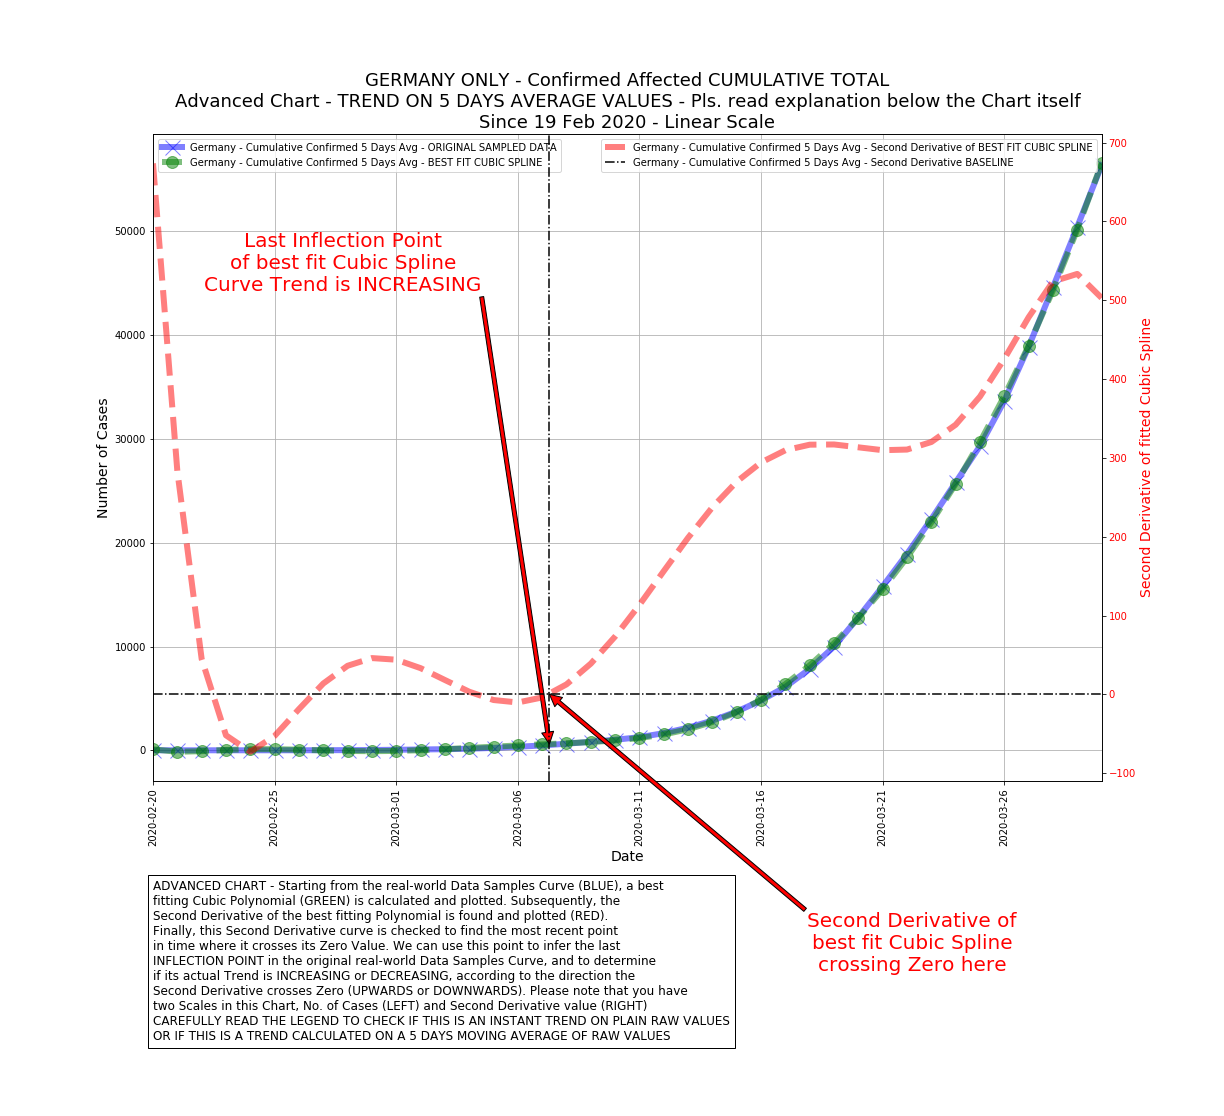 GERMANY ONLY - Confirmed Affected CUMULATIVE TOTAL
Advanced Chart - TREND ON 5 DAYS AVERAGE VALUES - Pls. read explanation below the Chart itself
Since 19 Feb 2020 - Linear Scale
Germany - Cumulative Confirmed 5 Days Avg - ORIGINAL SAMPLED DATA
Germany - Cumulative Confirmed 5 Days Avg - BEST FIT CUBIC SPLINE
Germany - Cumulative Confirmed 5 Days Avg - Second Derivative of BEST FIT CUBIC SPLINE
Germany - Cumulative Confirmed 5 Days Avg - Second Derivative BASELINE
Last Inflection Point
of best fit Cubic Spline
Curve Trend is INCREASING
Number of Cases
50000
40000
30000
20000
10000
0
700
600
500
400
300
200
100
0
−100
Second Derivative of fitted Cubic Spline
2020-02-20
2020-02-25
2020-03-01
2020-03-06
2020-03-11
2020-03-16
2020-03-21
2020-03-26
Date
Second Derivative of
best fit Cubic Spline
crossing Zero here
ADVANCED CHART - Starting from the real-world Data Samples Curve (BLUE), a best
fitting Cubic Polynomial (GREEN) is calculated and plotted. Subsequently, the
Second Derivative of the best fitting Polynomial is found and plotted (RED).
Finally, this Second Derivative curve is checked to find the most recent point
in time where it crosses its Zero Value. We can use this point to infer the last
INFLECTION POINT in the original real-world Data Samples Curve, and to determine
if its actual Trend is INCREASING or DECREASING, according to the direction the
Second Derivative crosses Zero (UPWARDS or DOWNWARDS). Please note that you have
two Scales in this Chart, No. of Cases (LEFT) and Second Derivative value (RIGHT)
CAREFULLY READ THE LEGEND TO CHECK IF THIS IS AN INSTANT TREND ON PLAIN RAW VALUES
OR IF THIS IS A TREND CALCULATED ON A 5 DAYS MOVING AVERAGE OF RAW VALUES